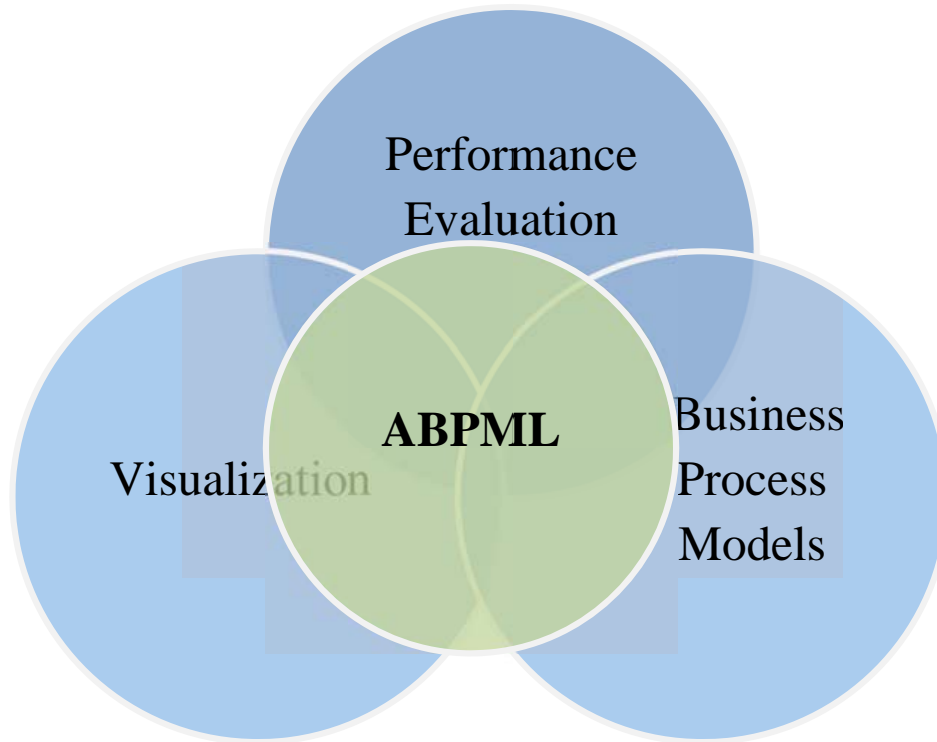 Performance
Evaluation
ABPML
Visualization
Business
Process
Models